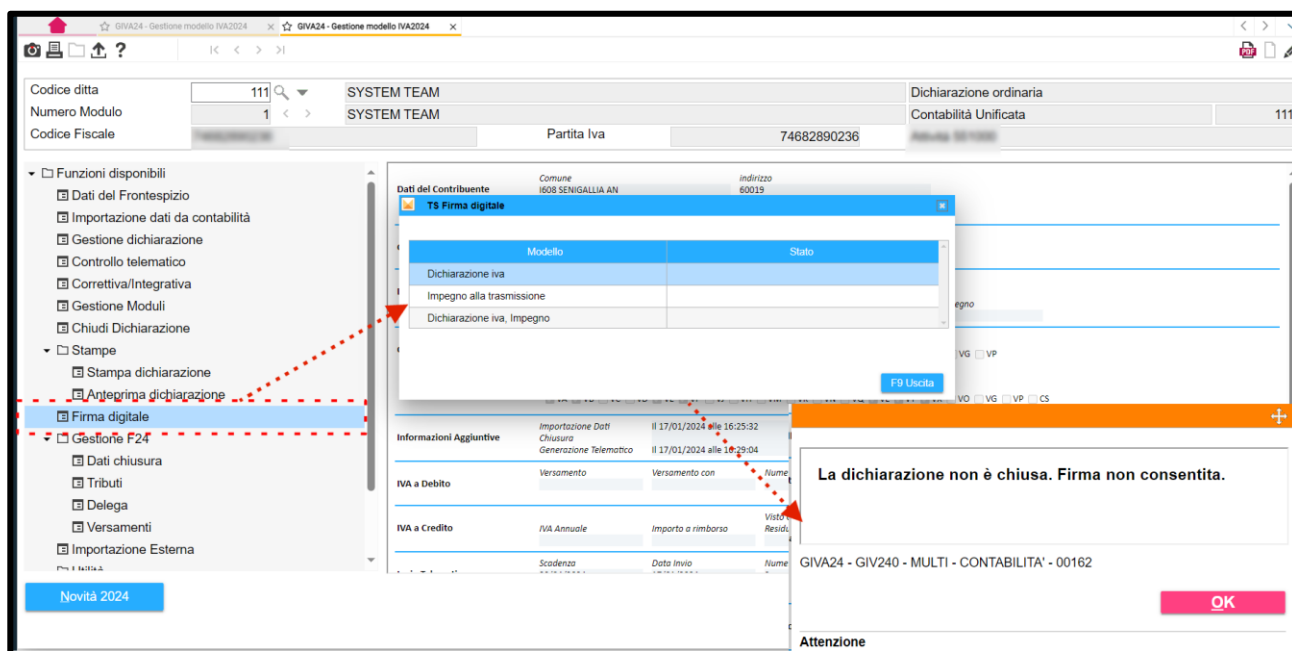 GIVA24 - Gestione modello IVA2024 × GIVA24 - Gestione modello IVA2024 ×
Codice ditta 111 SYSTEM TEAM Dichiarazione ordinaria
Numero Modulo 1 < > SYSTEM TEAM Contabilità Unificata 111
Codice Fiscale Partita Iva 74682890236
Funzioni disponibili
Dati del Frontespizio
Importazione dati da contabilità
Gestione dichiarazione
Controllo telematico
Correttiva/Integrativa
Gestione Moduli
Chiudi Dichiarazione
Stampe
Stampa dichiarazione
Anteprima dichiarazione
Firma digitale
Gestione F24
Dati chiusura
Tributi
Delega
Versamenti
Importazione Esterna
Novità 2024
Comune indirizzo
Dati del Contribuente I608 SENIGALLIA AN 60019
TS Firma digitale
Modello Stato
Dichiarazione iva
Impegno alla trasmissione
Dichiarazione iva, Impegno
F9 Uscita
VG VP
VO VG VP CS
Importazione Dati Il 17/01/2024 alle 16:25:32
Informazioni Aggiuntive Chiusura
Generazione Telematico Il 17/01/2024 alle 16:29:04
Versamento Versamento con
IVA a Debito
IVA a Credito IVA Annuale Importo a rimborso
Scadenza Data Invio
La dichiarazione non è chiusa. Firma non consentita.
GIVA24 - GIV240 - MULTI - CONTABILITA' - 00162
OK
Attenzione